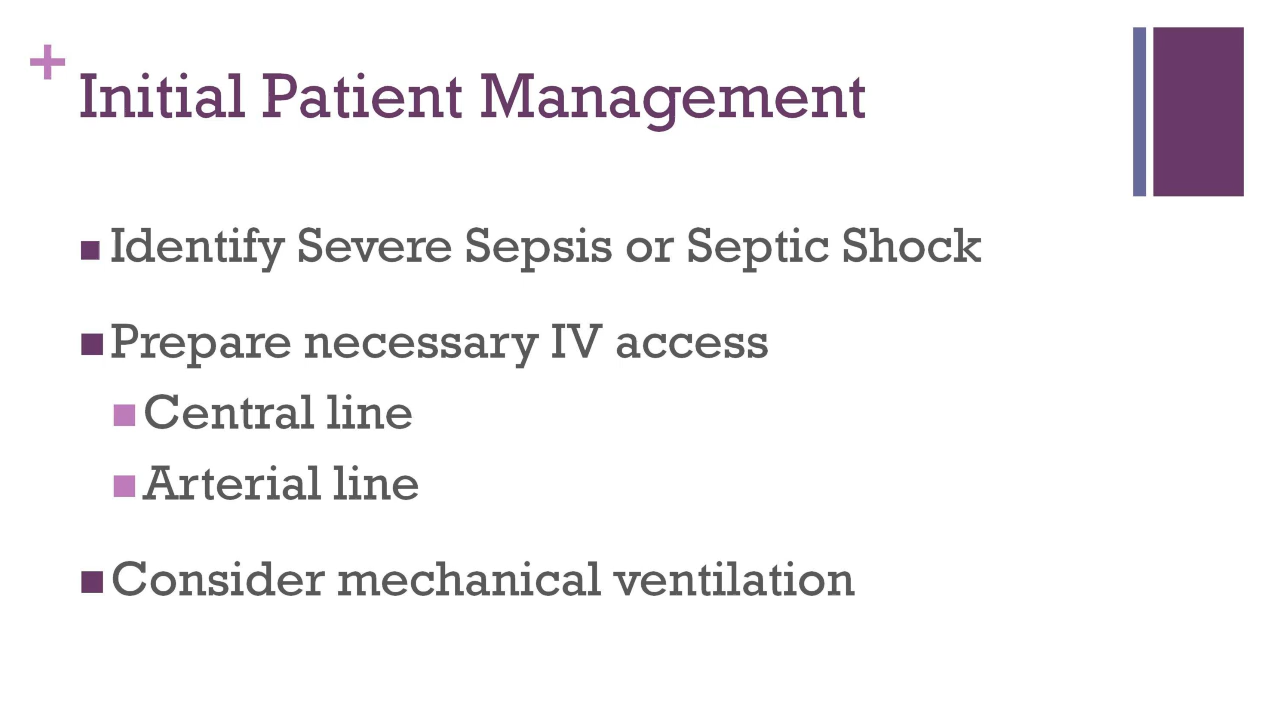 +
Initial Patient Management
Identify Severe Sepsis or Septic Shock
Prepare necessary IV access
Central line
Arterial line
Consider mechanical ventilation